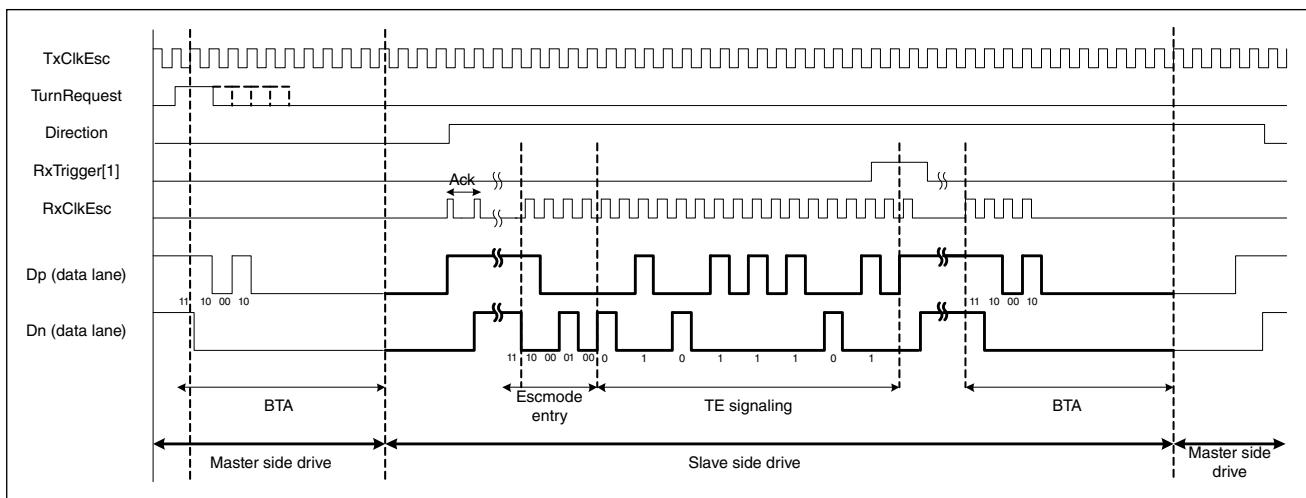 TxClkEsc
TurnRequest
Direction
RxTrigger[1]
Ack
RxClkEsc
Dp (data lane)
11 10 00 10
11 10 00 10
Dn (data lane)
11 10 00 01 00 0 1 0 1 1 1 0 1
BTA
Escmode
entry
TE signaling
BTA
Master side drive
Slave side drive
Master side
drive